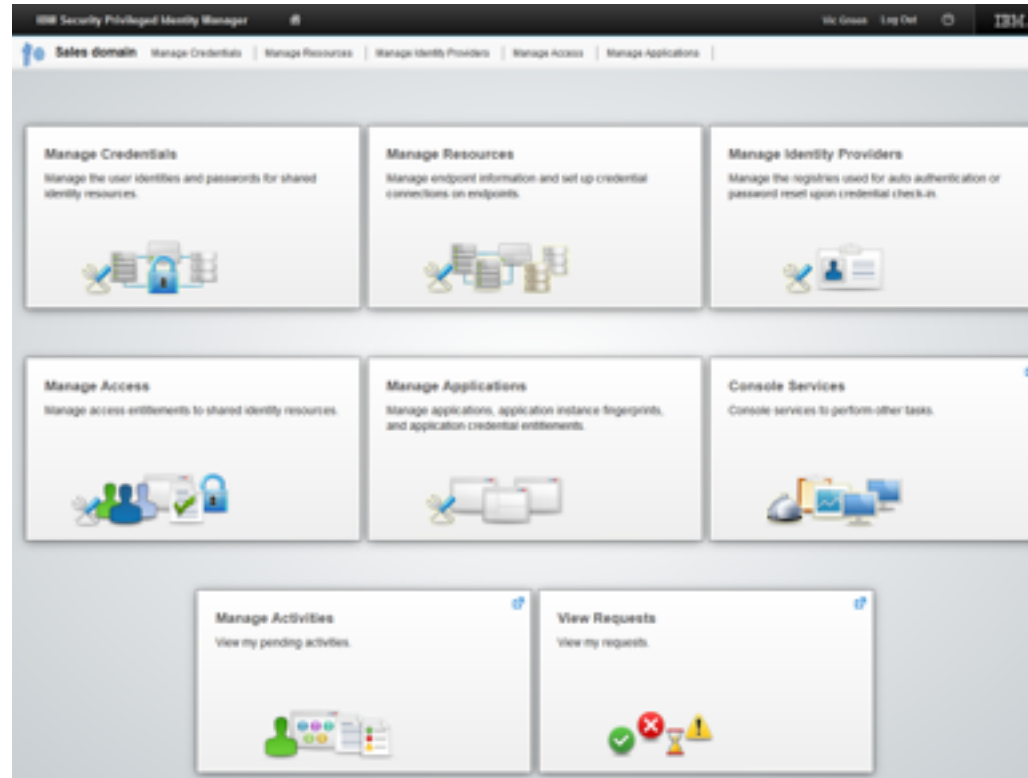 IBM Security Privileged Identity Manager
Vic Green Log Out IBM.
Sales domain Manage Credentials Manage Resources Manage Identity Providers Manage Access Manage Applications
Manage Credentials
Manage the user identities and passwords for shared
identity resources.
Manage Resources
Manage endpoint information and set up credential
connections on endpoints.
Manage Identity Providers
Manage the registries used for auto authentication or
password reset upon credential check-in.
Manage Access
Manage access entitlements to shared identity resources.
Manage Applications
Manage applications, application instance fingerprints,
and application credential entitlements.
Console Services
Console services to perform other tasks.
Manage Activities
View my pending activities.
View Requests
View my requests.